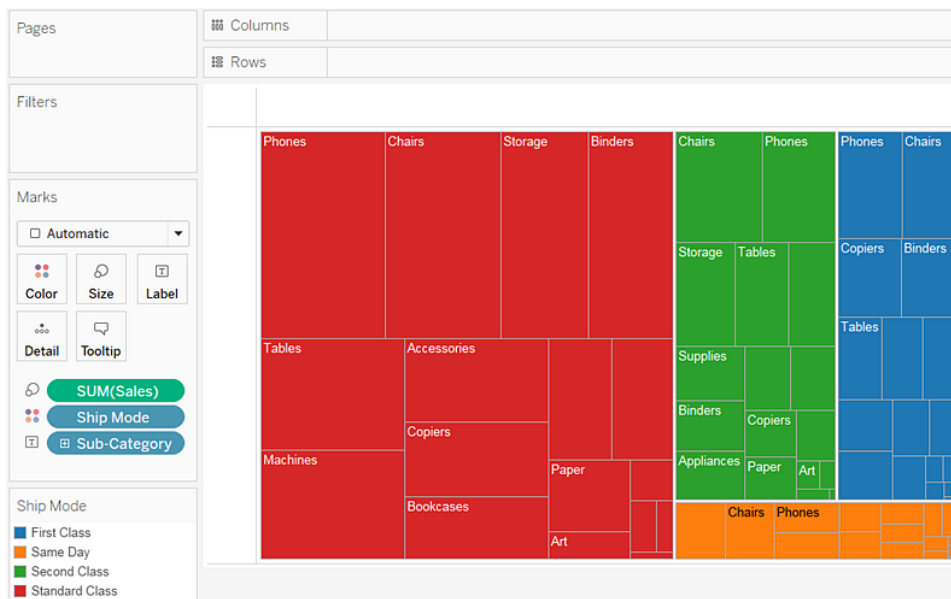 Pages
Columns
Rows
Filters
Marks
Automatic
Color
Size
Label
Detail
Tooltip
SUM(Sales)
Ship Mode
Sub-Category
Ship Mode
First Class
Same Day
Second Class
Standard Class
Phones
Chairs
Storage
Binders
Tables
Accessories
Machines
Copiers
Bookcases
Paper
Art
Chairs
Phones
Storage
Tables
Supplies
Binders
Copiers
Appliances
Paper
Art
Phones
Chairs
Copiers
Binders
Tables
Chairs
Phones